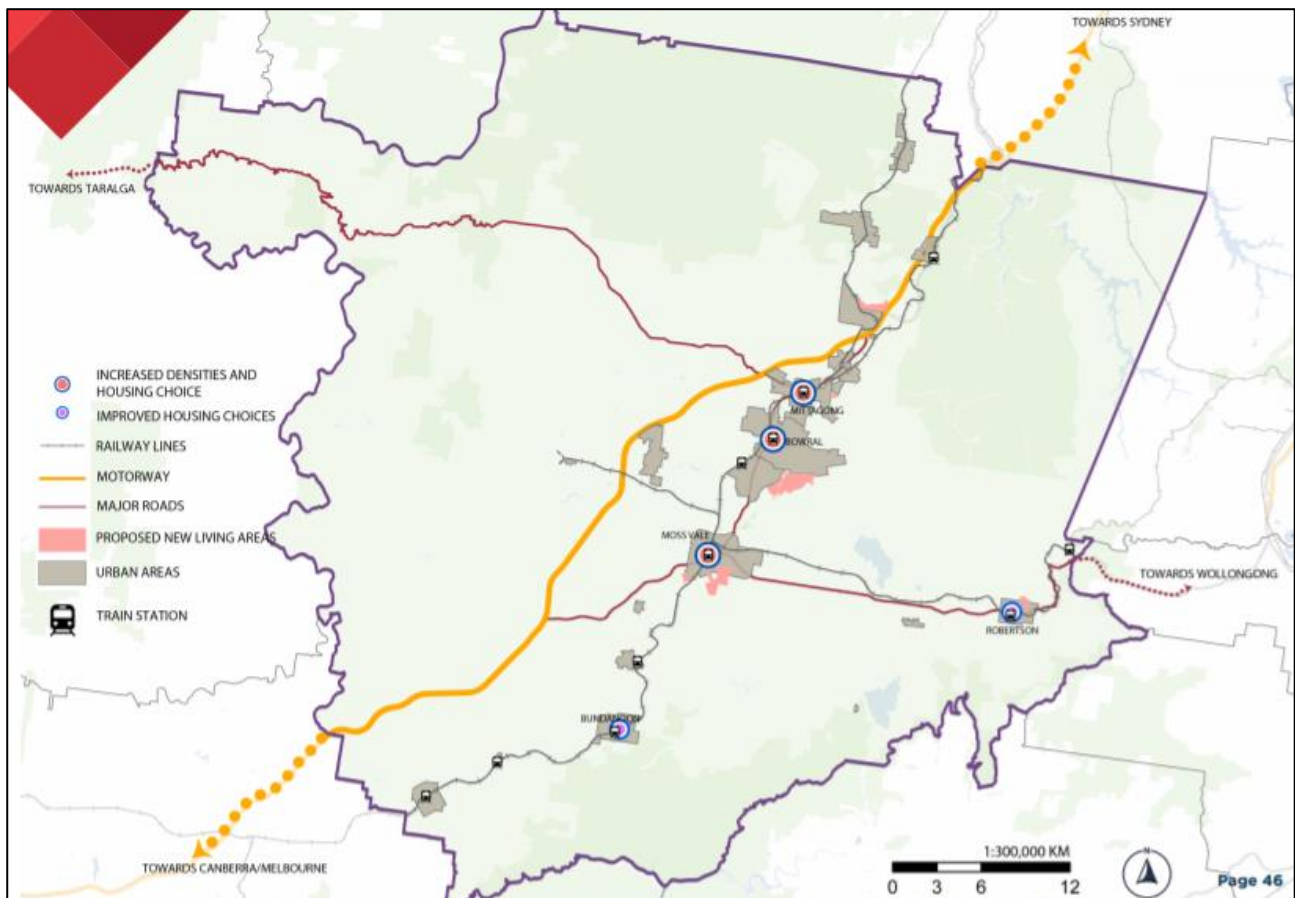 TOWARDS SYDNEY
TOWARDS TARALGA
INCREASED DENSITIES AND
HOUSING CHOICE
IMPROVED HOUSING CHOICES
RAILWAY LINES
MOTORWAY
MAJOR ROADS
PROPOSED NEW LIVING AREAS
URBAN AREAS
TRAIN STATION
MITTAGONG
BOWRAL
MOSS VALE
TOWARDS WOLLONGONG
ROBERTSON
BUNDANOON
TOWARDS CANBERRA/MELBOURNE
1:300,000 KM
0 3 6 12
N
Page 46